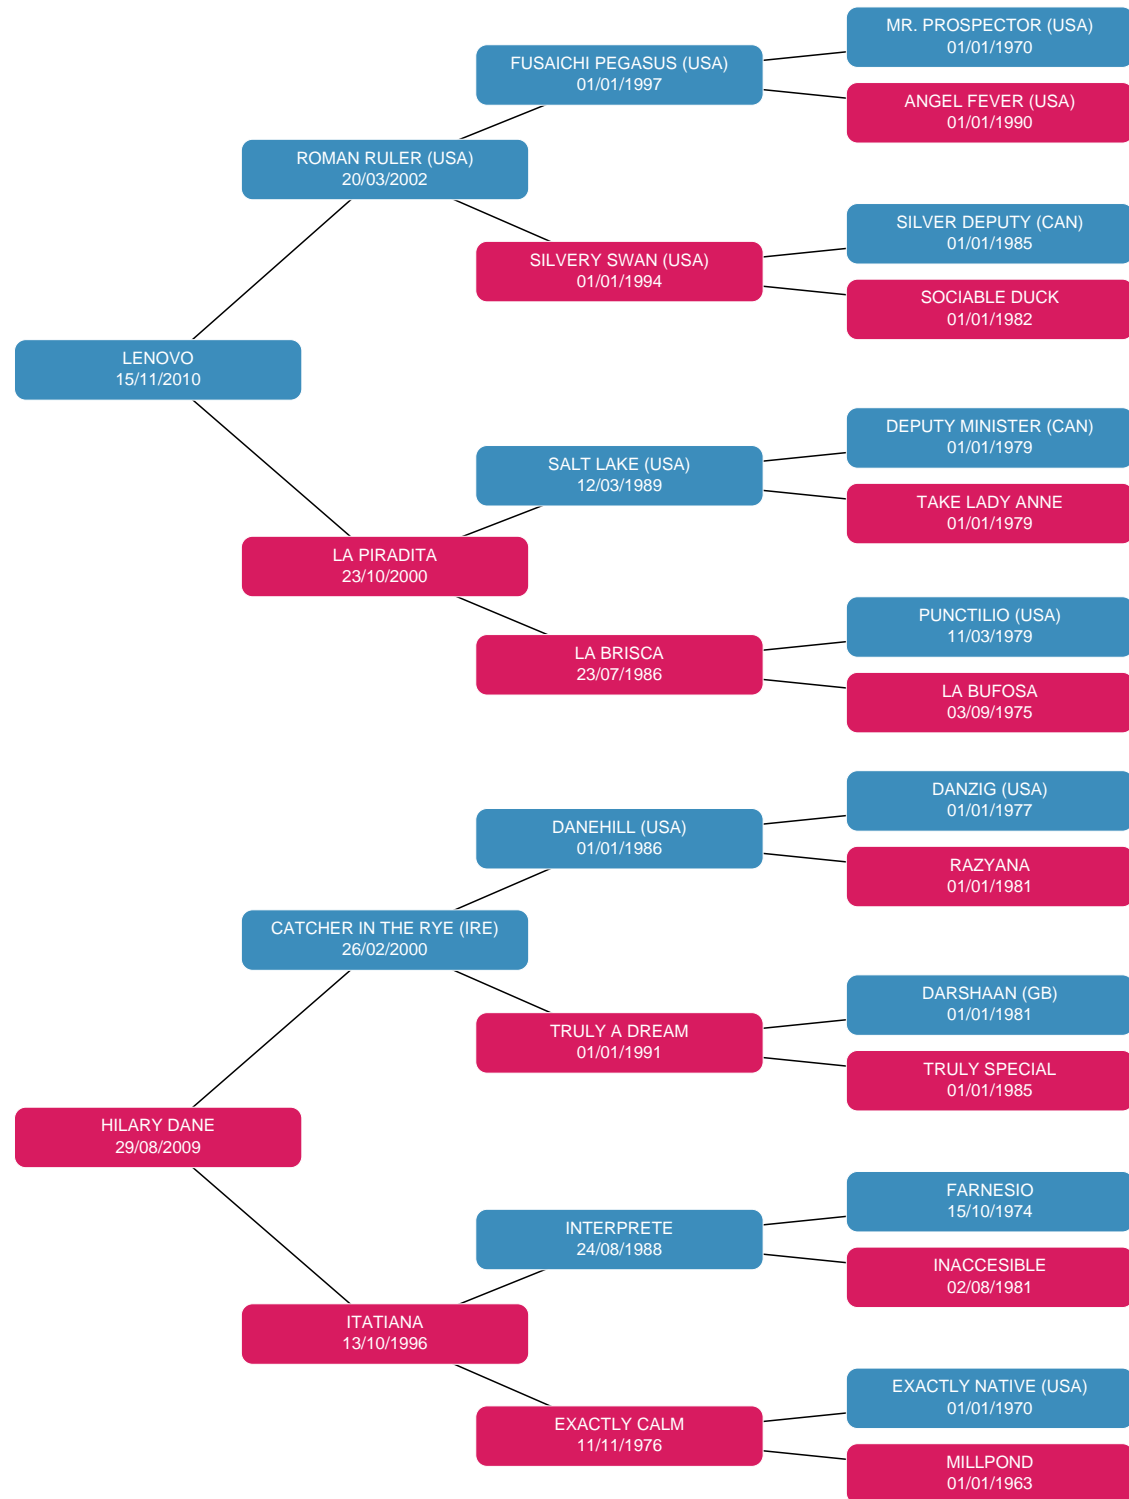 MR. PROSPECTOR (USA)
01/01/1970
FUSAICHI PEGASUS (USA)
01/01/1997
ANGEL FEVER (USA)
01/01/1990
ROMAN RULER (USA)
20/03/2002
SILVER DEPUTY (CAN)
01/01/1985
SILVERY SWAN (USA)
01/01/1994
SOCIABLE DUCK
01/01/1982
LENOVO
15/11/2010
DEPUTY MINISTER (CAN)
01/01/1979
SALT LAKE (USA)
12/03/1989
TAKE LADY ANNE
01/01/1979
LA PIRADITA
23/10/2000
PUNCTILIO (USA)
11/03/1979
LA BRISCA
23/07/1986
LA BUFOSA
03/09/1975
DANZIG (USA)
01/01/1977
DANEHILL (USA)
01/01/1986
RAZYANA
01/01/1981
CATCHER IN THE RYE (IRE)
26/02/2000
DARSHAAN (GB)
01/01/1981
TRULY A DREAM
01/01/1991
TRULY SPECIAL
01/01/1985
HILARY DANE
29/08/2009
FARNESIO
15/10/1974
INTERPRETE
24/08/1988
INACCESIBLE
02/08/1981
ITATIANA
13/10/1996
EXACTLY NATIVE (USA)
01/01/1970
EXACTLY CALM
11/11/1976
MILLPOND
01/01/1963